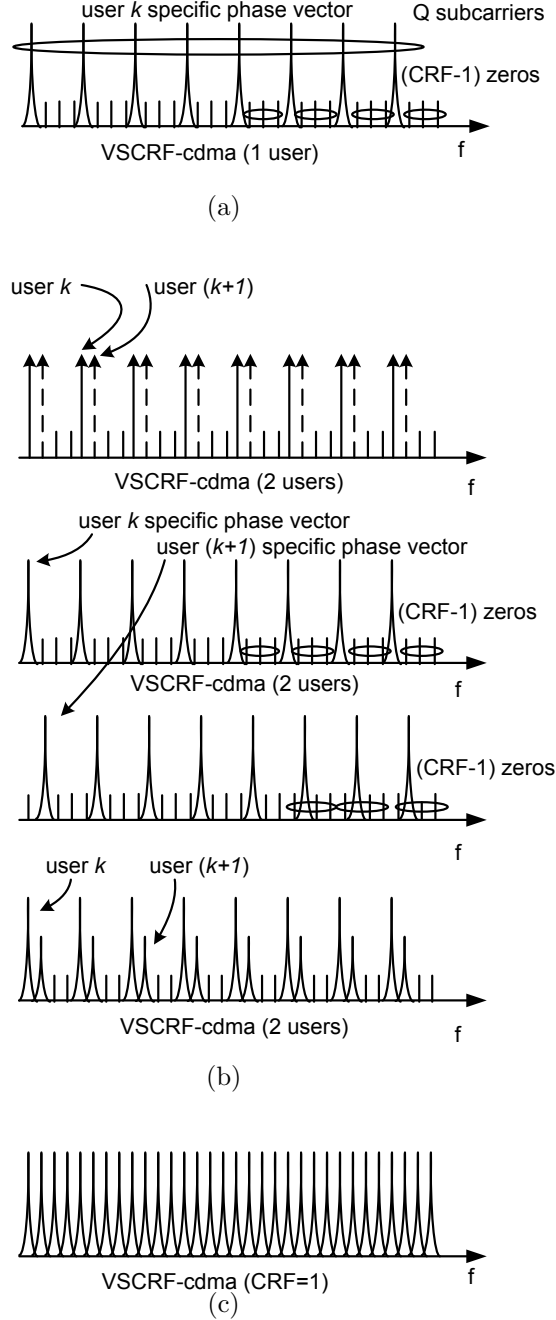 user k specific phase vector
Q subcarriers
(CRF-1) zeros
VSCRF-cdma (1 user)
f
(a)
user k
user (k+1)
VSCRF-cdma (2 users)
f
user k specific phase vector
user (k+1) specific phase vector
(CRF-1) zeros
VSCRF-cdma (2 users)
f
(CRF-1) zeros
f
user k
user (k+1)
VSCRF-cdma (2 users)
f
(b)
VSCRF-cdma (CRF=1)
f
(c)